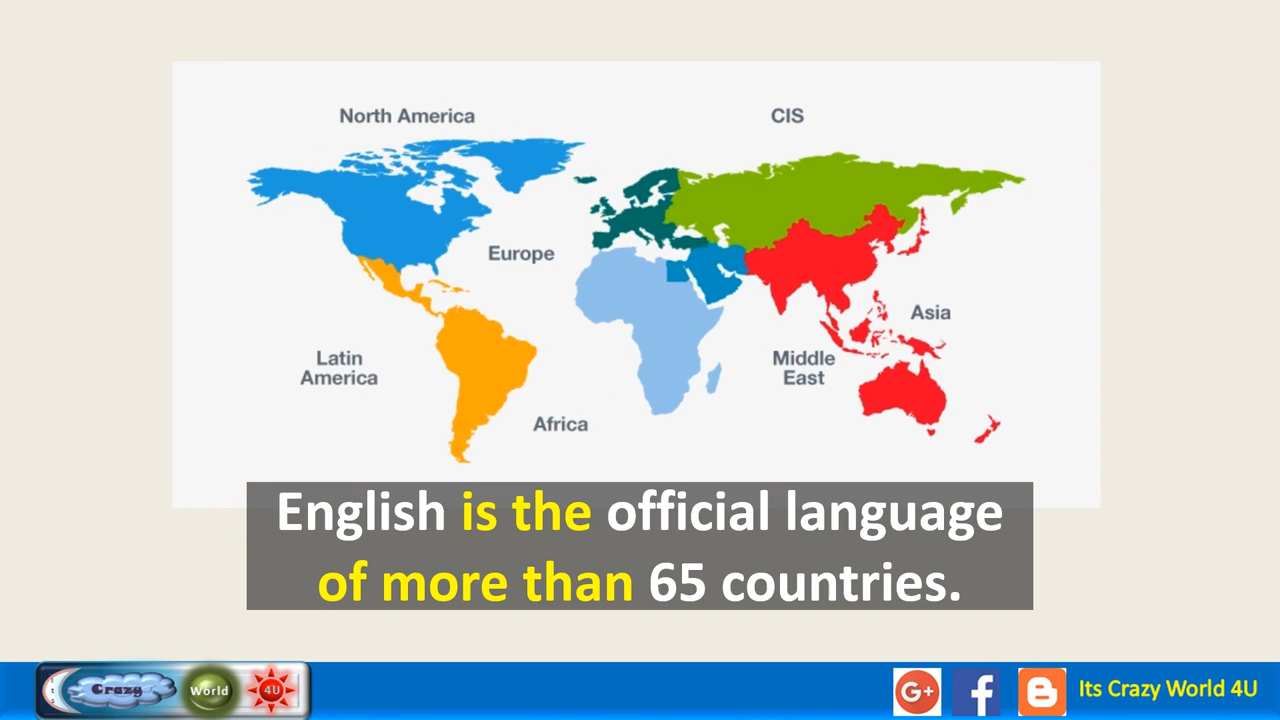 North America
CIS
Europe
Asia
Latin
America
Middle
East
Africa
English is the official language
of more than 65 countries.
Its
Crazy
World
4U
G+
f
B
Its Crazy World 4U